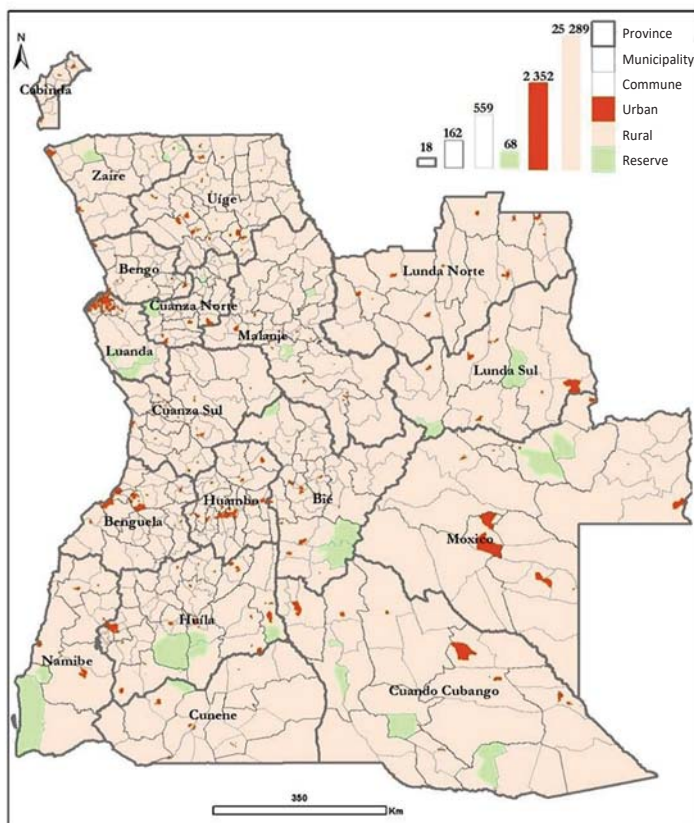 25 289
Province
N
Municipality
2 352
Cabinda
Commune
559
Urban
162
68
Rural
18
Reserve
Zaire
Uíge
Bengo
Lunda Norte
Cuanza Norte
Malanje
Luanda
Lunda Sul
Cuanza Sul
Huambo
Bié
Benguela
Moxico
Huíla
Namibe
Cuando Cubango
Cunene
350
Km